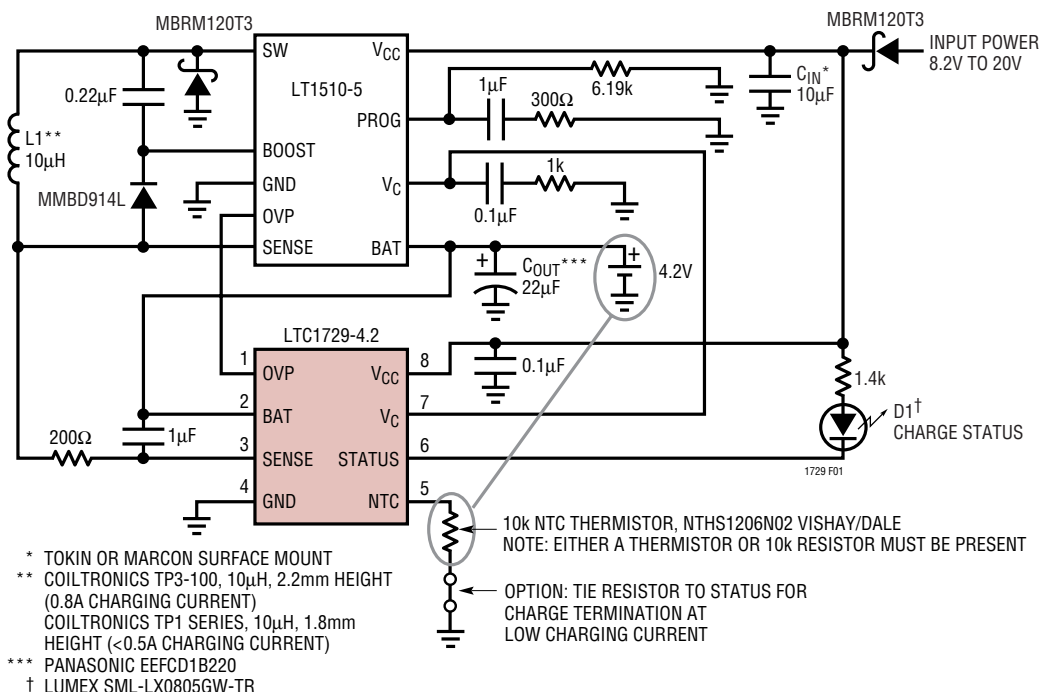 MBRM120T3
MBRM120T3
SW
V_CC
INPUT POWER
8.2V TO 20V
LT1510-5
C_IN*
10µF
0.22µF
1µF
6.19k
300Ω
PROG
L1**
10µH
BOOST
1k
MMBD914L
GND
V_C
0.1µF
OVP
SENSE
BAT
+
C_OUT***
22µF
+
4.2V
LTC1729-4.2
1
OVP
V_CC
8
0.1µF
1.4k
2
BAT
V_C
7
D1†
CHARGE STATUS
200Ω
1µF
3
SENSE
STATUS
6
1729 F01
4
GND
NTC
5
10k NTC THERMISTOR, NTHS1206N02 VISHAY/DALE
NOTE: EITHER A THERMISTOR OR 10k RESISTOR MUST BE PRESENT
OPTION: TIE RESISTOR TO STATUS FOR
CHARGE TERMINATION AT
LOW CHARGING CURRENT
* TOKIN OR MARCON SURFACE MOUNT
** COILTRONICS TP3-100, 10µH, 2.2mm HEIGHT
(0.8A CHARGING CURRENT)
COILTRONICS TP1 SERIES, 10µH, 1.8mm
HEIGHT (<0.5A CHARGING CURRENT)
*** PANASONIC EEFCD1B220
† LUMEX SML-LX0805GW-TR